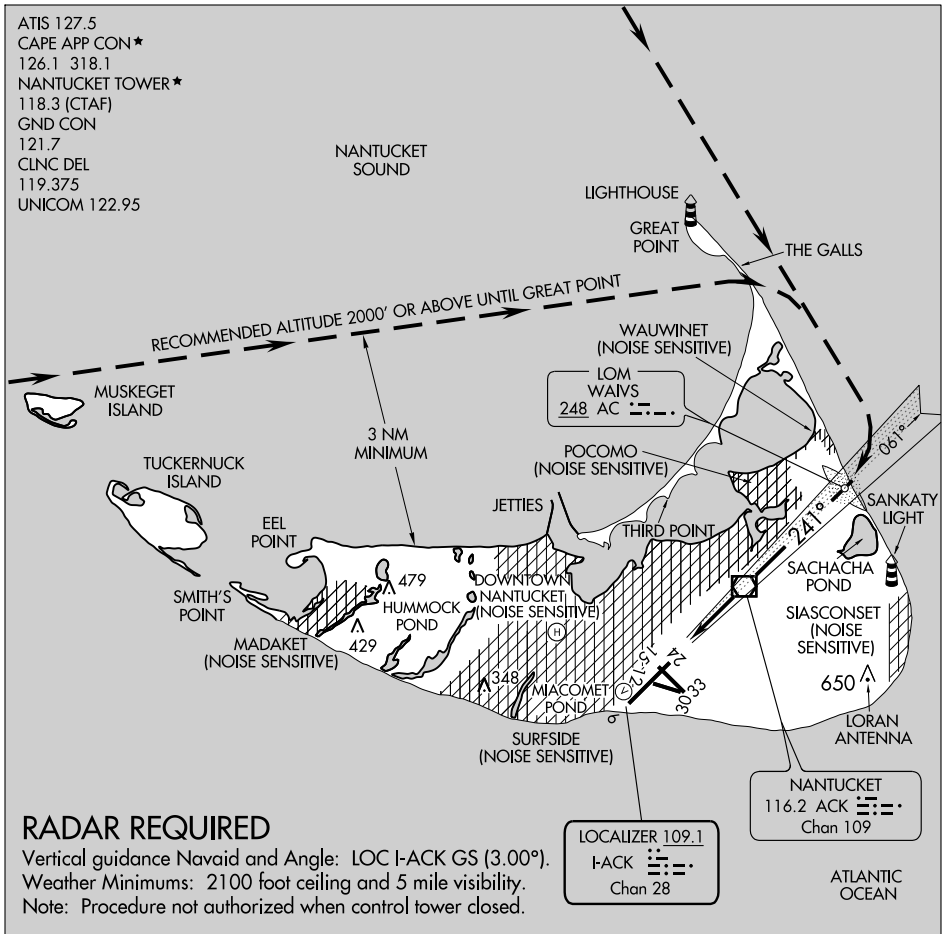 ATIS 127.5
CAPE APP CON★
126.1 318.1
NANTUCKET TOWER★
118.3 (CTAF)
GND CON
121.7
CLNC DEL
119.375
UNICOM 122.95
NANTUCKET
SOUND
LIGHTHOUSE
GREAT
POINT
THE GALLS
RECOMMENDED ALTITUDE 2000' OR ABOVE UNTIL GREAT POINT
WAUWINET
(NOISE SENSITIVE)
LOM
WAIVS
248 AC
MUSKEGET
ISLAND
3 NM
MINIMUM
POCOMO
(NOISE SENSITIVE)
061°
TUCKERNUCK
ISLAND
JETTIES
THIRD POINT
241°
SANKATY
LIGHT
EEL
POINT
SACHACHA
POND
SMITH'S
POINT
479
HUMMOCK
POND
DOWNTOWN
NANTUCKET
(NOISE SENSITIVE)
H
SIASCONSET
(NOISE
SENSITIVE)
MADAKET
(NOISE SENSITIVE)
429
348
MIACOMET
POND
15
12
24
6
30
33
650
LORAN
ANTENNA
SURFSIDE
(NOISE SENSITIVE)
NANTUCKET
116.2 ACK
Chan 109
LOCALIZER 109.1
I-ACK
Chan 28
ATLANTIC
OCEAN
RADAR REQUIRED
Vertical guidance Navaid and Angle: LOC I-ACK GS (3.00°).
Weather Minimums: 2100 foot ceiling and 5 mile visibility.
Note: Procedure not authorized when control tower closed.